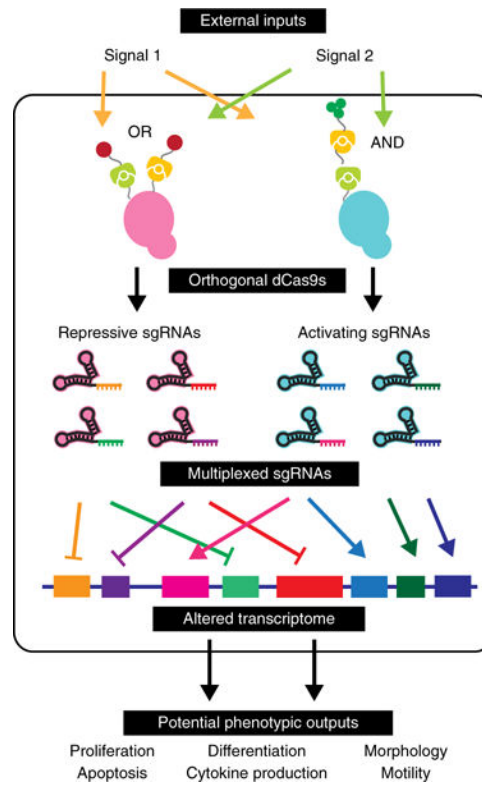 External inputs
Signal 1
Signal 2
OR
AND
Orthogonal dCas9s
Repressive sgRNAs
Activating sgRNAs
Multiplexed sgRNAs
Altered transcriptome
Potential phenotypic outputs
Proliferation
Apoptosis
Differentiation
Cytokine production
Morphology
Motility